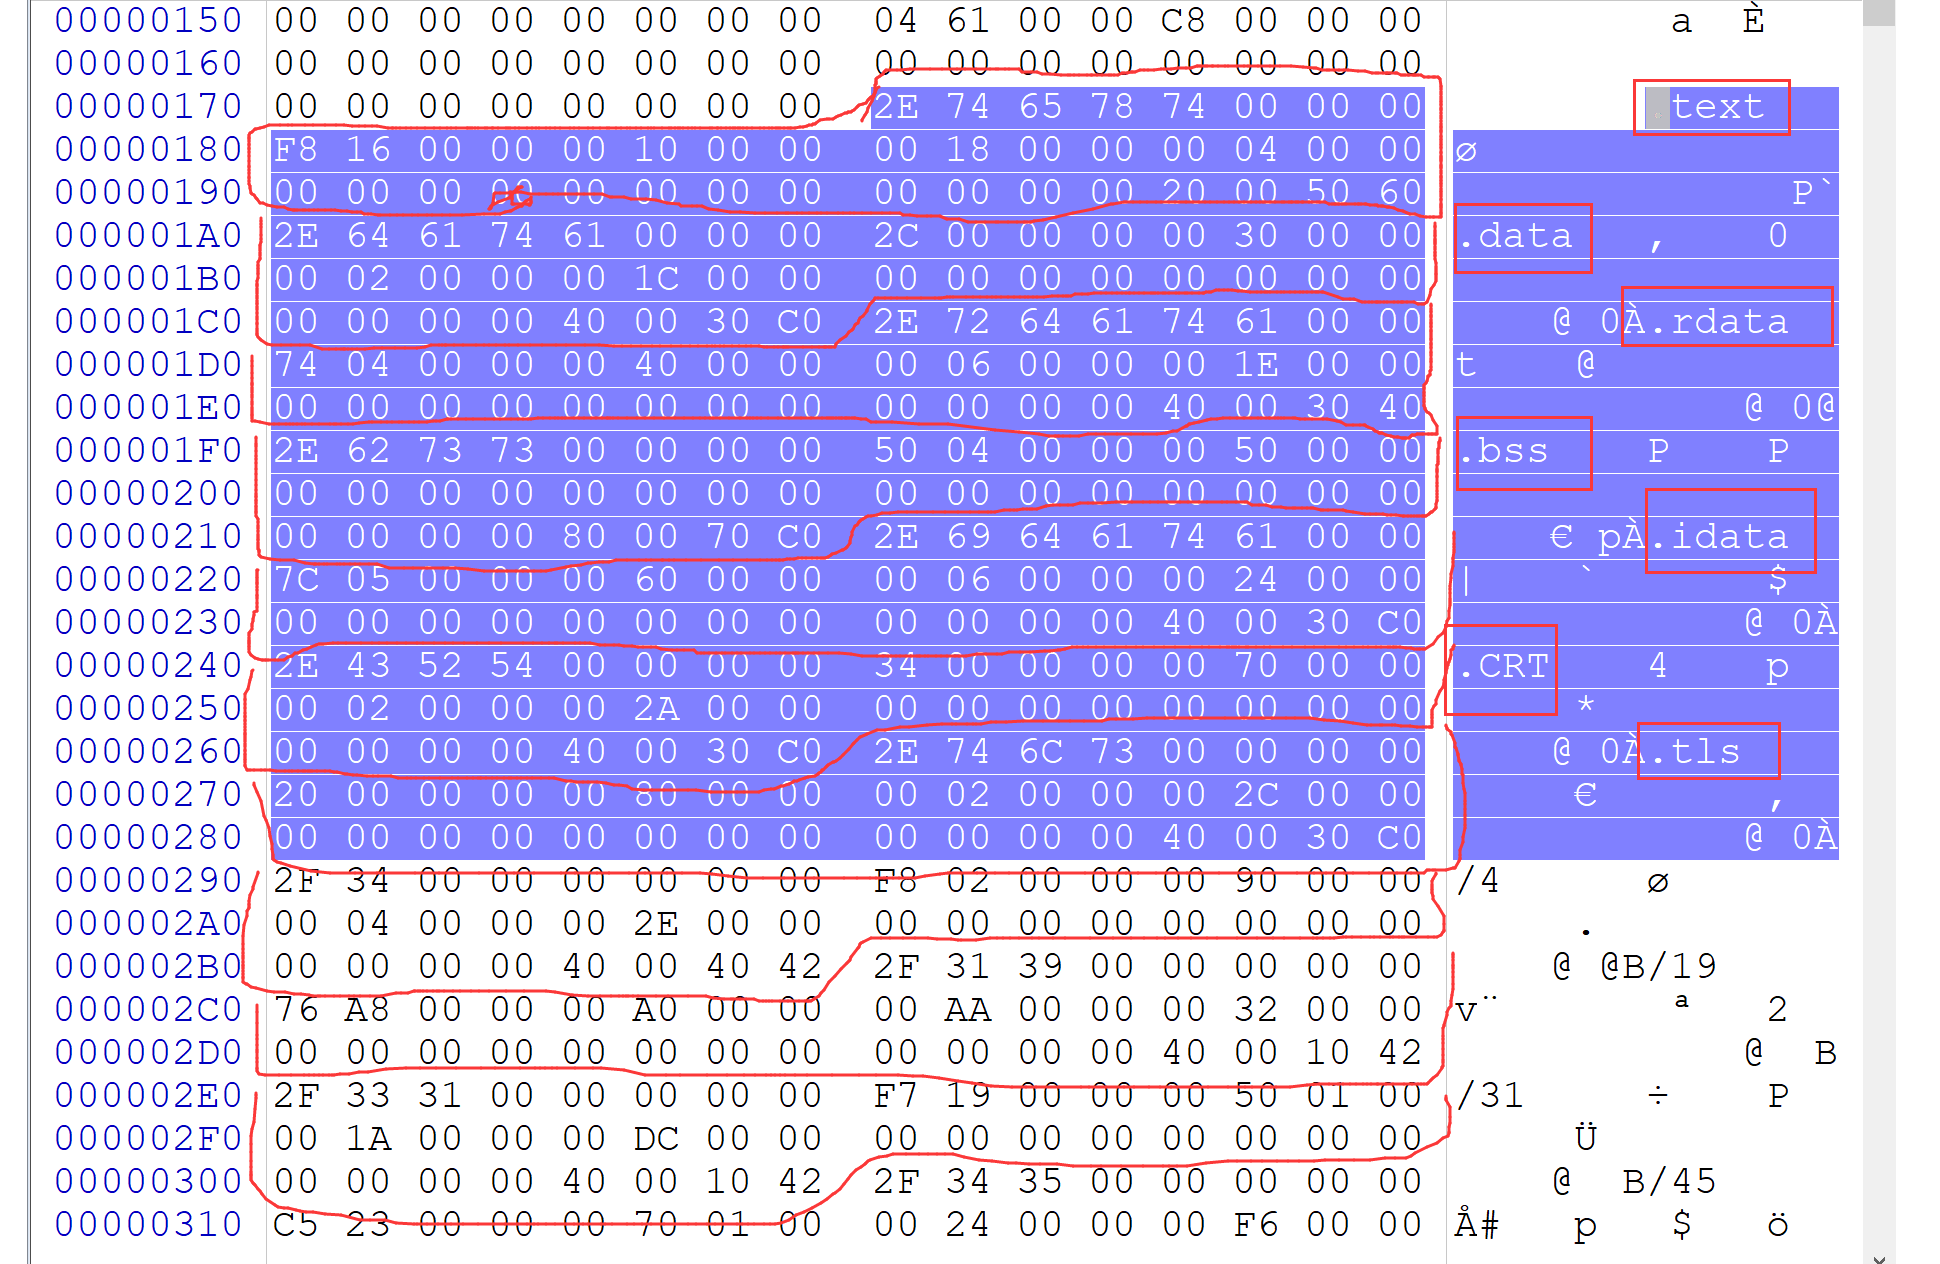 00000150 00 00 00 00 00 00 00 00 04 61 00 00 C8 00 00 00 a È
00000160 00 00 00 00 00 00 00 00 00 00 00 00 00 00 00 00
00000170 00 00 00 00 00 00 00 00 2E 74 65 78 74 00 00 00 .text
00000180 F8 16 00 00 00 10 00 00 00 18 00 00 00 04 00 00 ø
00000190 00 00 00 00 00 00 00 00 00 00 00 00 20 00 50 60 P`
000001A0 2E 64 61 74 61 00 00 00 2C 00 00 00 00 30 00 00 .data , 0
000001B0 00 02 00 00 00 1C 00 00 00 00 00 00 00 00 00 00
000001C0 00 00 00 00 40 00 30 C0 2E 72 64 61 74 61 00 00 @ 0À.rdata
000001D0 74 04 00 00 00 40 00 00 00 06 00 00 00 1E 00 00 t @
000001E0 00 00 00 00 00 00 00 00 00 00 00 00 40 00 30 40 @ 0@
000001F0 2E 62 73 73 00 00 00 00 50 04 00 00 00 50 00 00 .bss P P
00000200 00 00 00 00 00 00 00 00 00 00 00 00 00 00 00 00
00000210 00 00 00 00 80 00 70 C0 2E 69 64 61 74 61 00 00 € pÀ.idata
00000220 7C 05 00 00 00 60 00 00 00 06 00 00 00 24 00 00 | ` $
00000230 00 00 00 00 00 00 00 00 00 00 00 00 40 00 30 C0 @ 0À
00000240 2E 43 52 54 00 00 00 00 34 00 00 00 00 70 00 00 .CRT 4 p
00000250 00 02 00 00 00 2A 00 00 00 00 00 00 00 00 00 00 *
00000260 00 00 00 00 40 00 30 C0 2E 74 6C 73 00 00 00 00 @ 0À.tls
00000270 20 00 00 00 00 80 00 00 00 02 00 00 00 2C 00 00 € ,
00000280 00 00 00 00 00 00 00 00 00 00 00 00 40 00 30 C0 @ 0À
00000290 2F 34 00 00 00 00 00 00 F8 02 00 00 00 90 00 00 /4 ø
000002A0 00 04 00 00 00 2E 00 00 00 00 00 00 00 00 00 00 .
000002B0 00 00 00 00 40 00 40 42 2F 31 39 00 00 00 00 00 @ @B/19
000002C0 76 A8 00 00 00 A0 00 00 00 AA 00 00 00 32 00 00 v¨ ª 2
000002D0 00 00 00 00 00 00 00 00 00 00 00 00 40 00 10 42 @ B
000002E0 2F 33 31 00 00 00 00 00 F7 19 00 00 00 50 01 00 /31 ÷ P
000002F0 00 1A 00 00 00 DC 00 00 00 00 00 00 00 00 00 00 Ü
00000300 00 00 00 00 40 00 10 42 2F 34 35 00 00 00 00 00 @ B/45
00000310 C5 23 00 00 00 70 01 00 00 24 00 00 00 F6 00 00 Å# p $ ö